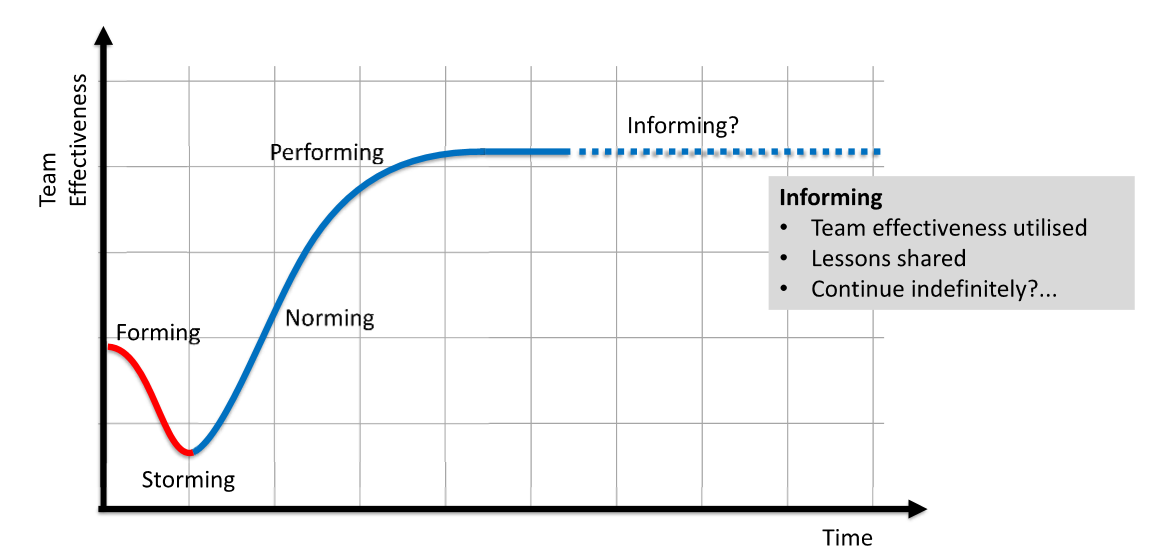 Team
Effectiveness
Informing?
Performing
Informing
• Team effectiveness utilised
• Lessons shared
• Continue indefinitely?...
Norming
Forming
Storming
Time